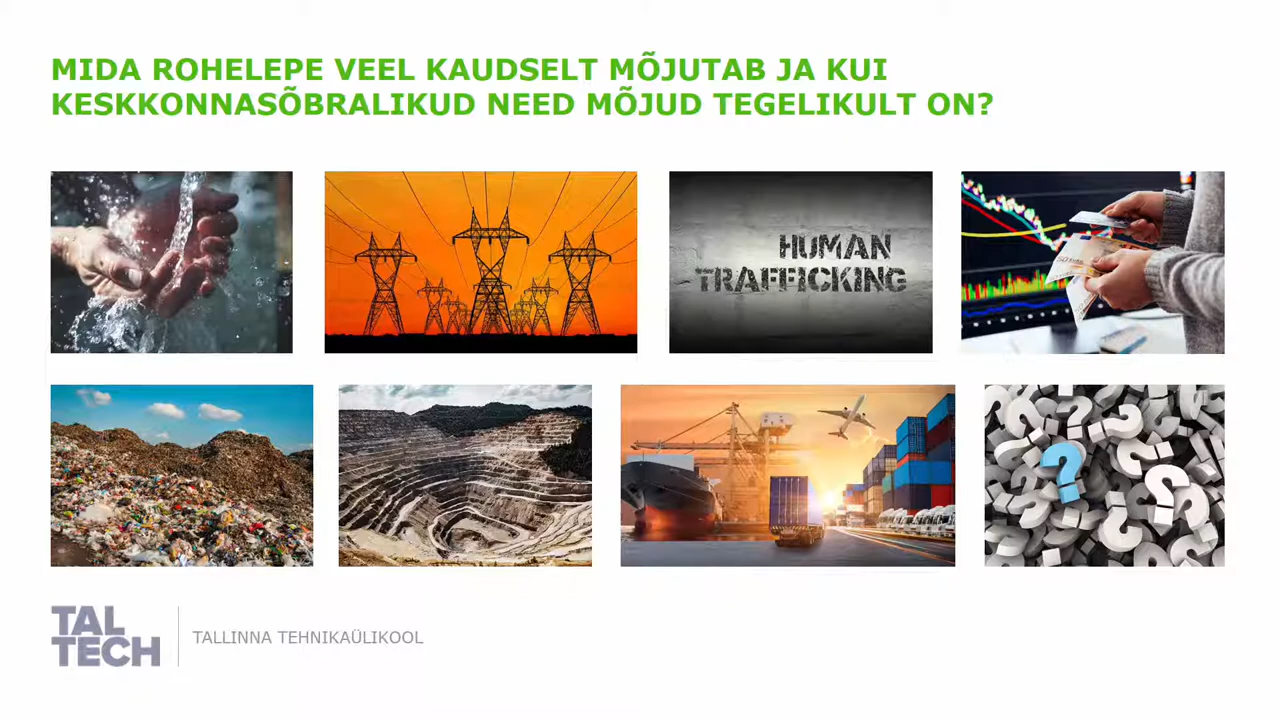 MIDA ROHELEPE VEEL KAUDSELT MÕJUTAB JA KUI
KESKKONNASÕBRALIKUD NEED MÕJUD TEGELIKULT ON?
HUMAN
TRAFFICKING
TAL
TECH
TALLINNA TEHNIKAÜLIKOOL